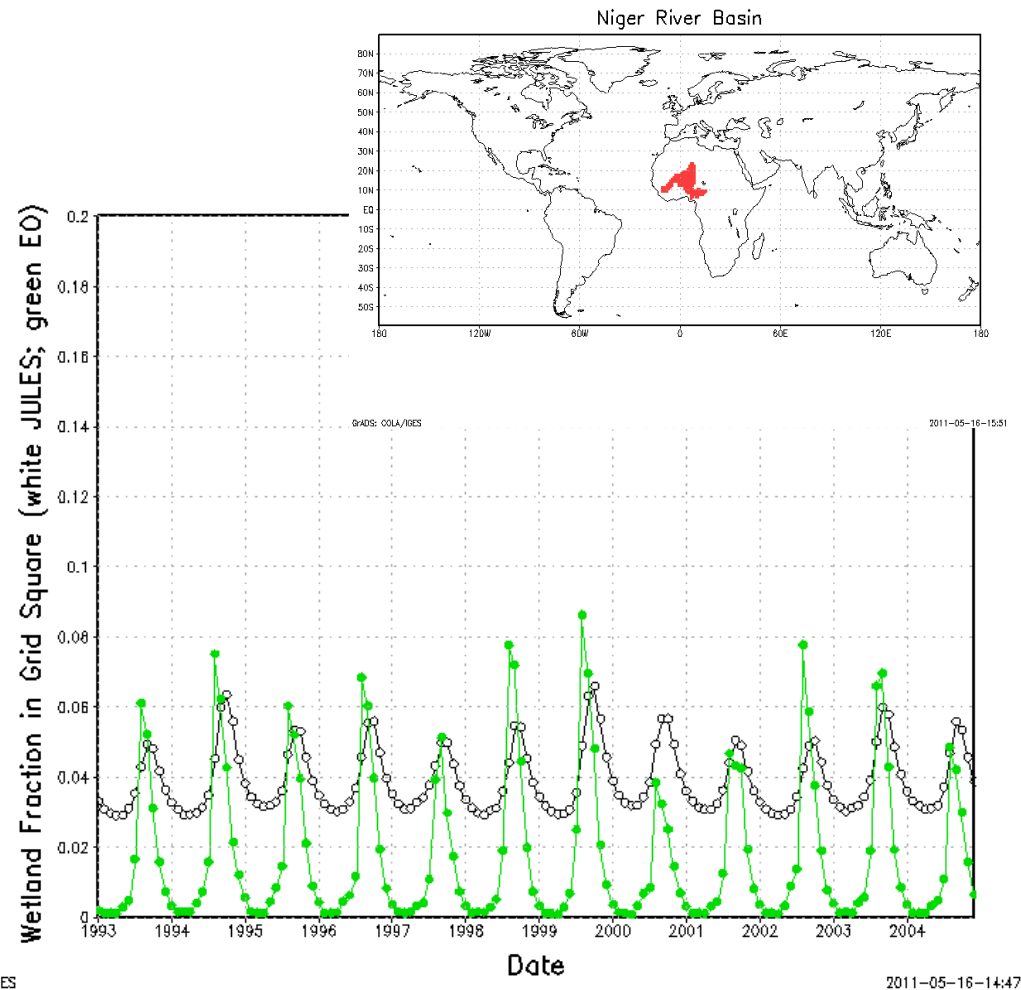 Niger River Basin
80N
70N
60N
50N
40N
30N
20N
10N
EQ
10S
20S
30S
40S
50S
180 120W 60W 0 60E 120E 180
GrADS: COLA/IGES 2011-05-16-15:51
Wetland Fraction in Grid Square (white JULES; green EO)
0.2
0.18
0.16
0.14
0.12
0.1
0.08
0.06
0.04
0.02
0
1993 1994 1995 1996 1997 1998 1999 2000 2001 2002 2003 2004
Date
ES 2011-05-16-14:47